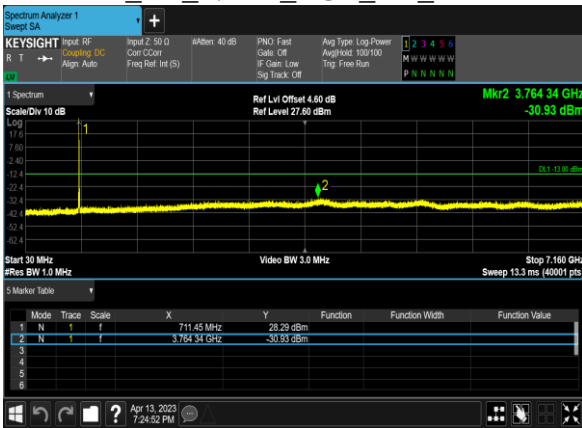 Spectrum Analyzer 1
Swept SA
+
KEYSIGHT Input: RF Input Z: 50 Ω #Atten: 40 dB PNO: Fast Avg Type: Log-Power 1 2 3 4 5 6
R T Coupling: DC Corr CCorr Gate: Off Avg|Hold: 100/100 M W W W W W
Align: Auto Freq Ref: Int (S) IF Gain: Low Trig: Free Run
LV Sig Track: Off P N N N N N
1 Spectrum Ref Lvl Offset 4.60 dB Mkr2 3.764 34 GHz
Scale/Div 10 dB Ref Level 27.60 dBm -30.93 dBm
Log 1
17.6
7.60
-2.40
-12.4 DL1 -13.00 dBm
-22.4 2
-32.4
-42.4
-52.4
-62.4
Start 30 MHz Video BW 3.0 MHz Stop 7.160 GHz
#Res BW 1.0 MHz Sweep 13.3 ms (40001 pts
5 Marker Table
Mode Trace Scale X Y Function Function Width Function Value
1 N 1 f 711.45 MHz 28.29 dBm
2 N 1 f 3.764 34 GHz -30.93 dBm
3
4
5
6
? Apr 13, 2023
7:24:52 PM